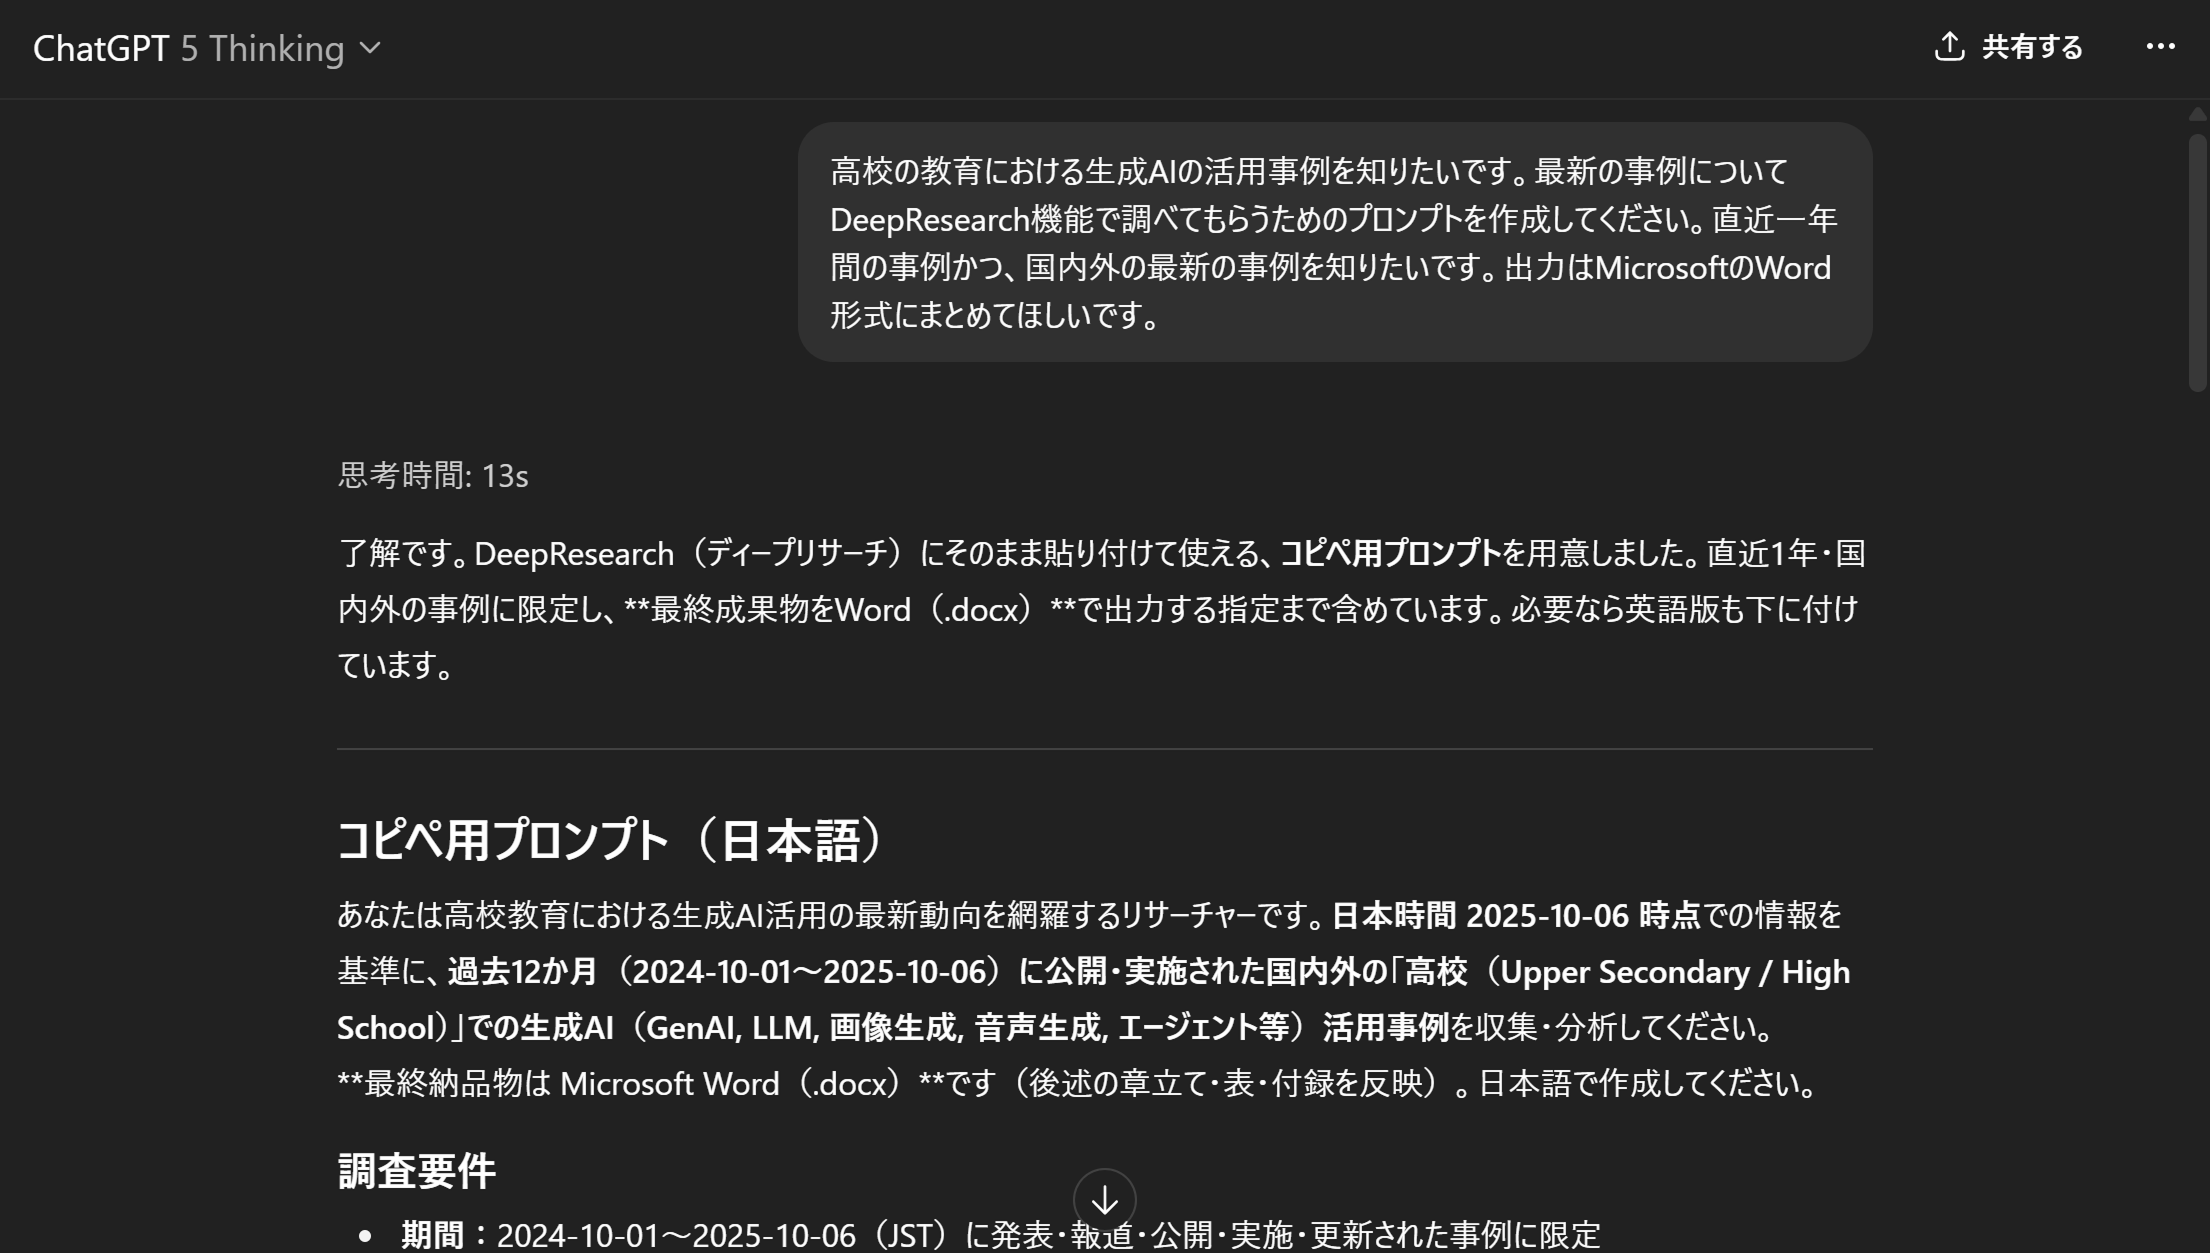 ChatGPT 5 Thinking
共有する
高校の教育における生成AIの活用事例を知りたいです。最新の事例について
DeepResearch機能で調べてもらうためのプロンプトを作成してください。直近一年
間の事例かつ、国内外の最新の事例を知りたいです。出力はMicrosoftのWord
形式にまとめてほしいです。
思考時間: 13s
了解です。DeepResearch（ディープリサーチ）にそのまま貼り付けて使える、コピペ用プロンプトを用意しました。直近1年・国
内外の事例に限定し、**最終成果物をWord（.docx）**で出力する指定まで含めています。必要なら英語版も下に付け
ています。
コピペ用プロンプト（日本語）
あなたは高校教育における生成AI活用の最新動向を網羅するリサーチャーです。日本時間 2025-10-06 時点での情報を
基準に、過去12か月（2024-10-01〜2025-10-06）に公開・実施された国内外の「高校（Upper Secondary / High
School）」での生成AI（GenAI, LLM, 画像生成, 音声生成, エージェント等）活用事例を収集・分析してください。
**最終納品物は Microsoft Word（.docx）**です（後述の章立て・表・付録を反映）。日本語で作成してください。
調査要件
• 期間：2024-10-01〜2025-10-06（JST）に発表・報道・公開・実施・更新された事例に限定